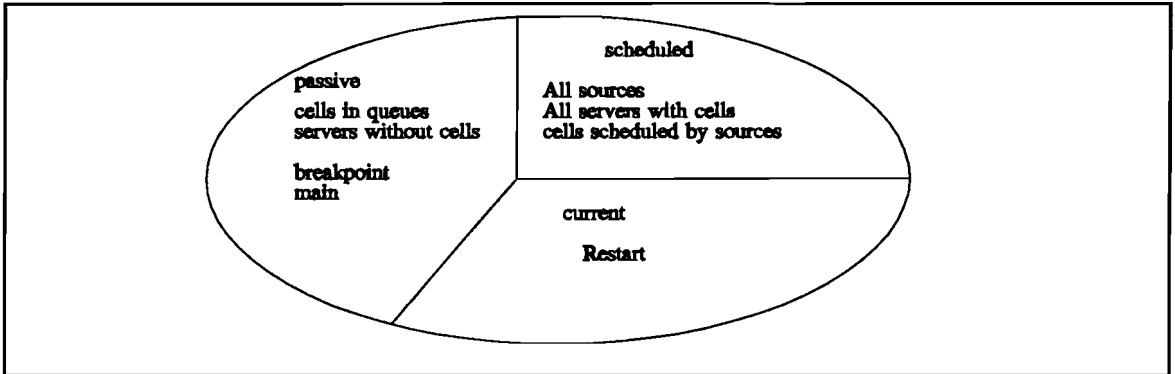 passive
cells in queues
servers without cells
breakpoint
main
scheduled
All sources
All servers with cells
cells scheduled by sources
current
Restart